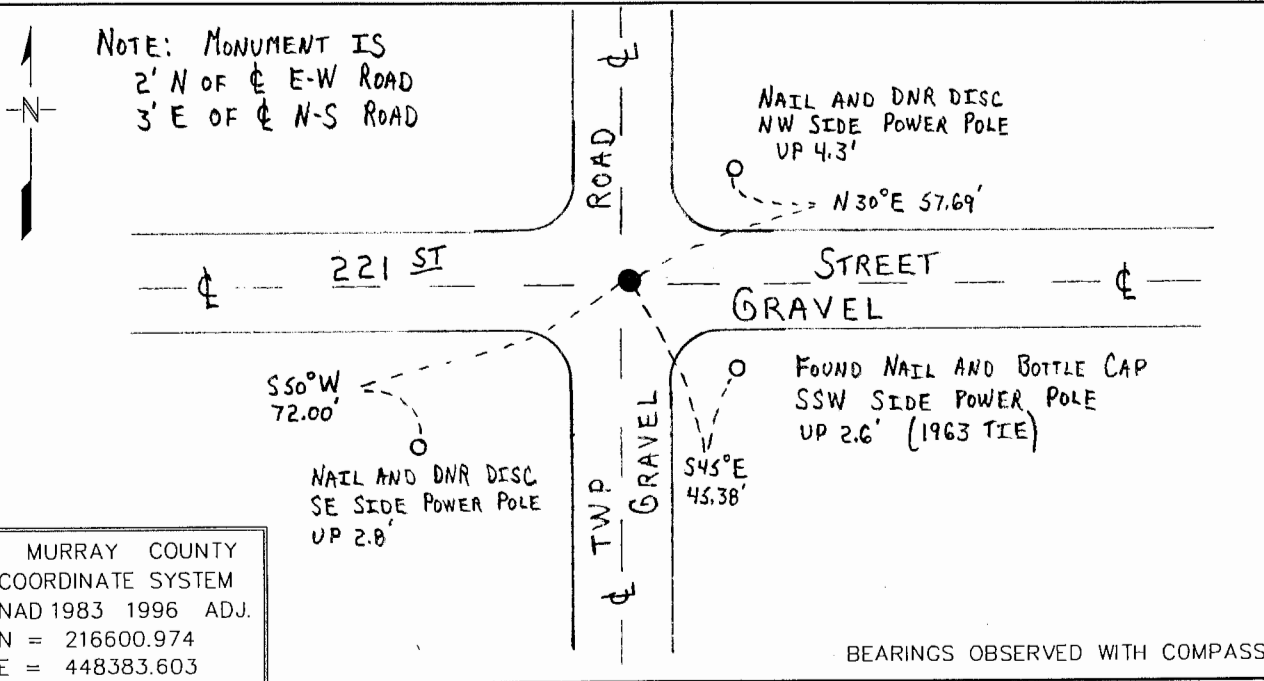 NOTE: MONUMENT IS
2' N OF ℄ E-W ROAD
3' E OF ℄ N-S ROAD
-N-
℄
ROAD
NAIL AND DNR DISC
NW SIDE POWER POLE
UP 4.3'
N 30°E 57.69'
221 ST
STREET
℄
℄
GRAVEL
S50°W
72.00'
FOUND NAIL AND BOTTLE CAP
SSW SIDE POWER POLE
UP 2.6' (1963 TIE)
S45°E
45.38'
NAIL AND DNR DISC
SE SIDE POWER POLE
UP 2.8'
GRAVEL
TWP
℄
MURRAY COUNTY
COORDINATE SYSTEM
NAD 1983 1996 ADJ.
N = 216600.974
E = 448383.603
BEARINGS OBSERVED WITH COMPASS